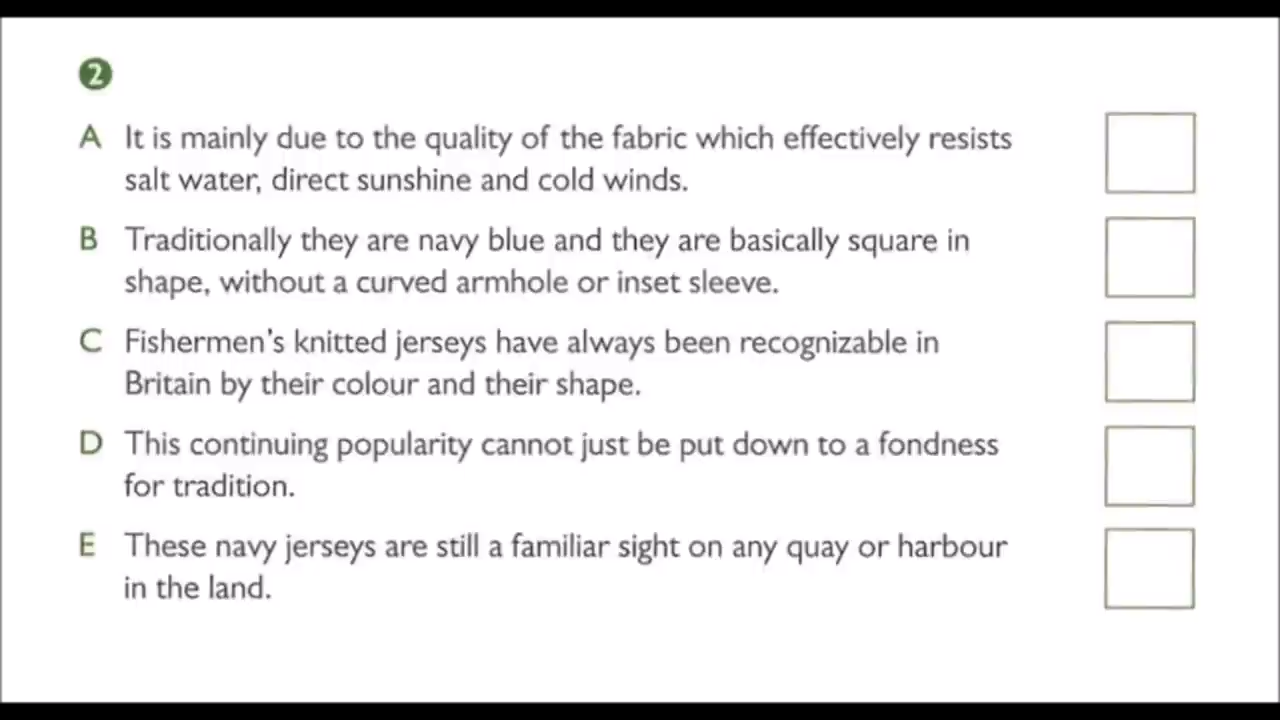 2
A It is mainly due to the quality of the fabric which effectively resists
salt water, direct sunshine and cold winds.
B Traditionally they are navy blue and they are basically square in
shape, without a curved armhole or inset sleeve.
C Fishermen's knitted jerseys have always been recognizable in
Britain by their colour and their shape.
D This continuing popularity cannot just be put down to a fondness
for tradition.
E These navy jerseys are still a familiar sight on any quay or harbour
in the land.